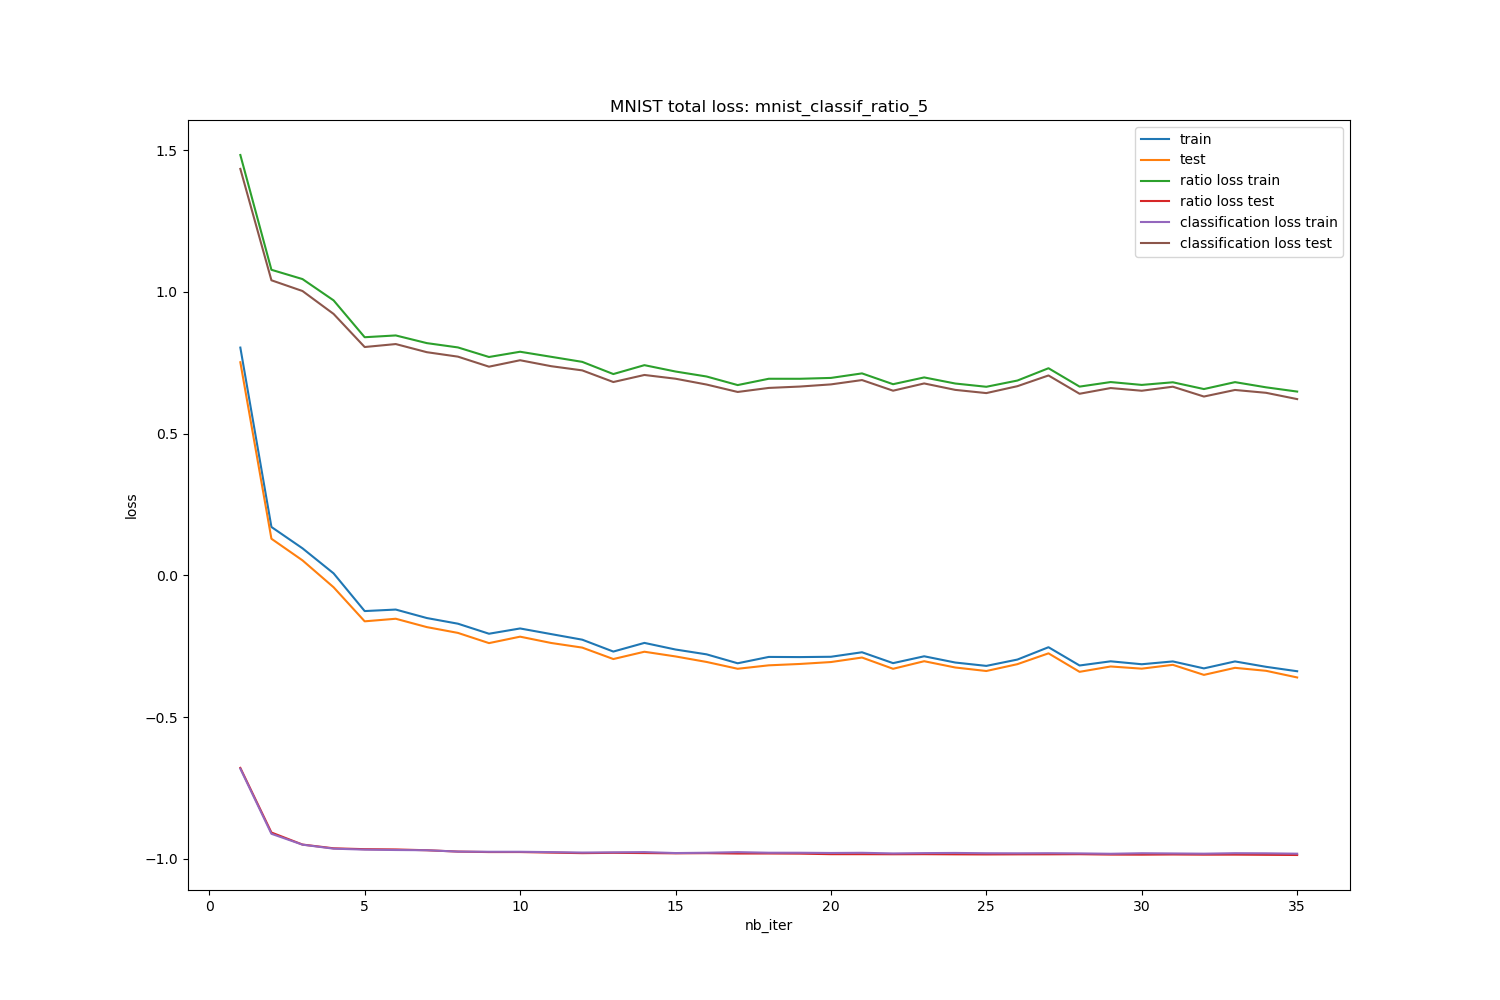 MNIST total loss: mnist_classif_ratio_5
train
test
ratio loss train
ratio loss test
classification loss train
classification loss test
1.5
1.0
0.5
0.0
−0.5
−1.0
loss
0 5 10 15 20 25 30 35
nb_iter